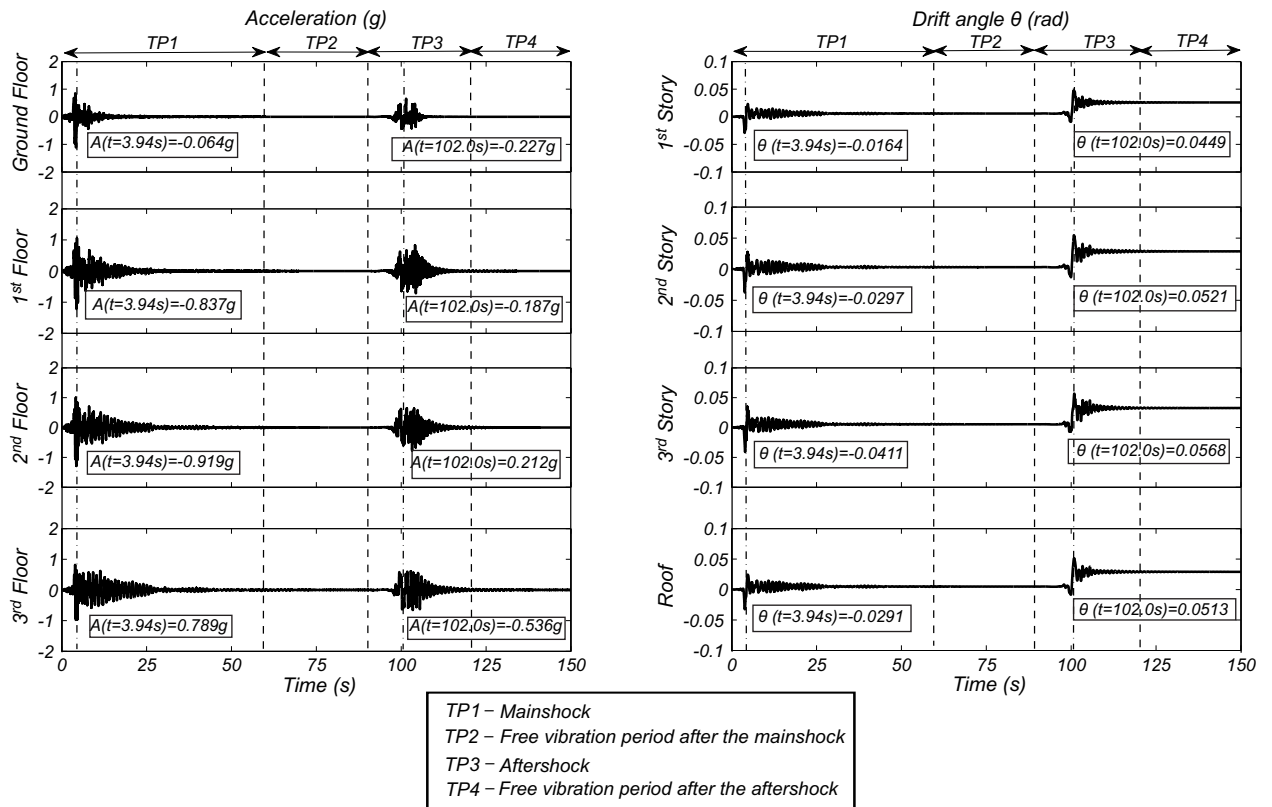 Acceleration (g)
TP1 TP2 TP3 TP4
Ground Floor
2
1
0
-1
-2
A(t=3.94s)=-0.064g
A(t=102.0s)=-0.227g
1st Floor
2
1
0
-1
-2
A(t=3.94s)=-0.837g
A(t=102.0s)=-0.187g
2nd Floor
2
1
0
-1
-2
A(t=3.94s)=-0.919g
A(t=102.0s)=0.212g
3rd Floor
2
1
0
-1
-2
A(t=3.94s)=0.789g
A(t=102.0s)=-0.536g
0 25 50 75 100 125 150
Time (s)
Drift angle θ (rad)
TP1 TP2 TP3 TP4
1st Story
0.1
0.05
0
-0.05
-0.1
θ (t=3.94s)=-0.0164
θ (t=102.0s)=0.0449
2nd Story
0.1
0.05
0
-0.05
-0.1
θ (t=3.94s)=-0.0297
θ (t=102.0s)=0.0521
3rd Story
0.1
0.05
0
-0.05
-0.1
θ (t=3.94s)=-0.0411
θ (t=102.0s)=0.0568
Roof
0.1
0.05
0
-0.05
-0.1
θ (t=3.94s)=-0.0291
θ (t=102.0s)=0.0513
0 25 50 75 100 125 150
Time (s)
TP1 – Mainshock
TP2 – Free vibration period after the mainshock
TP3 – Aftershock
TP4 – Free vibration period after the aftershock